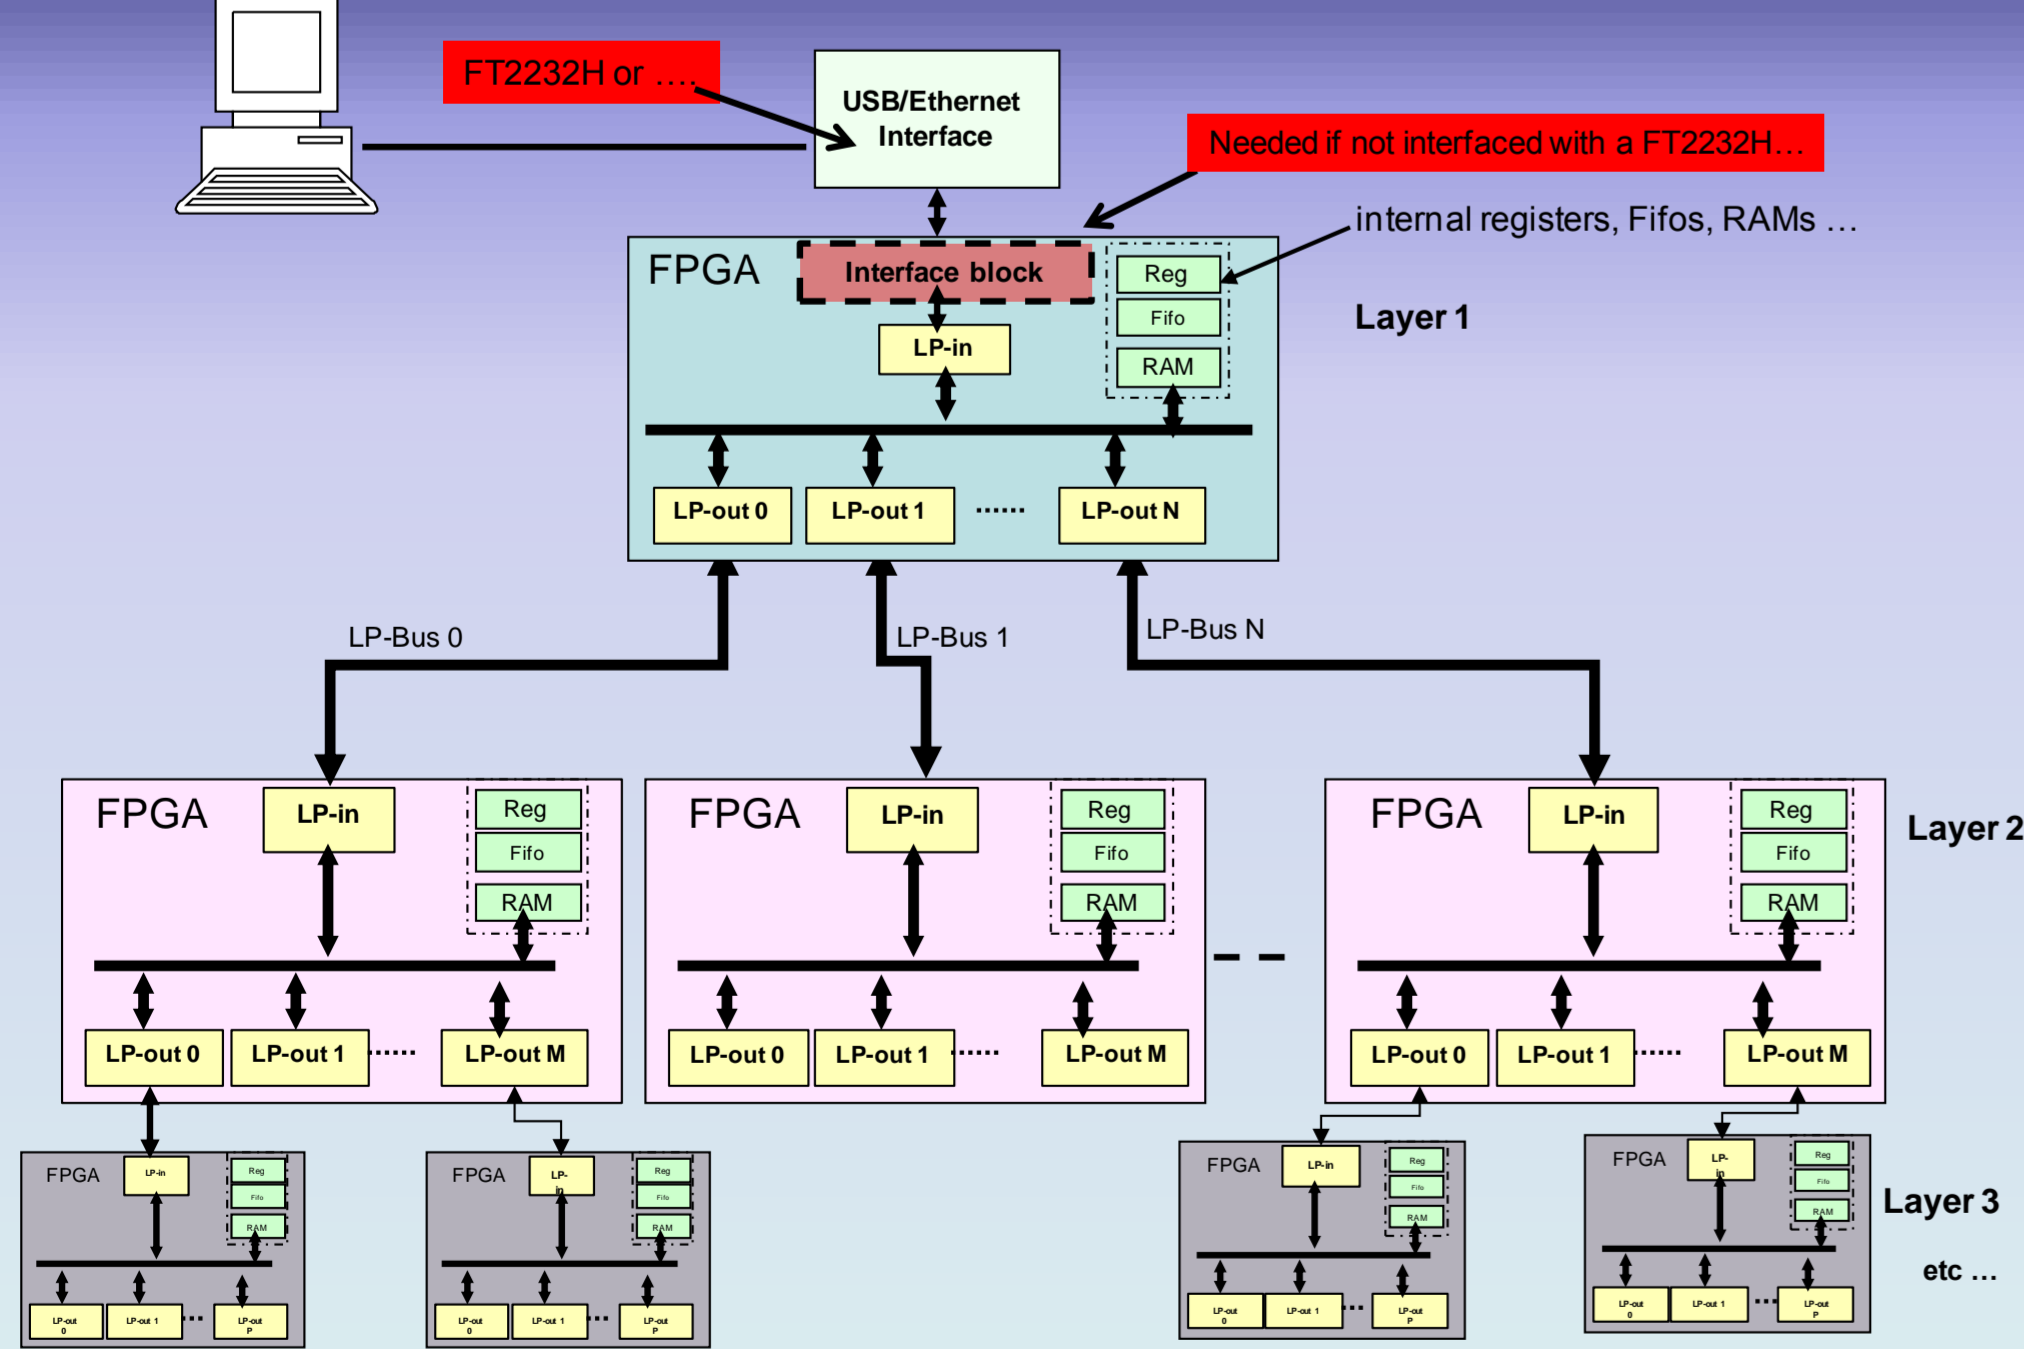 FT2232H or ….
USB/Ethernet
Interface
Needed if not interfaced with a FT2232H…
internal registers, Fifos, RAMs …
FPGA
Interface block
Reg
Fifo
RAM
LP-in
Layer 1
LP-out 0
LP-out 1
......
LP-out N
LP-Bus 0
LP-Bus 1
LP-Bus N
FPGA
LP-in
Reg
Fifo
RAM
LP-out 0
LP-out 1
......
LP-out M
FPGA
LP-in
Reg
Fifo
RAM
LP-out 0
LP-out 1
......
LP-out M
FPGA
LP-in
Reg
Fifo
RAM
LP-out 0
LP-out 1
......
LP-out M
Layer 2
FPGA
LP-in
Reg
Fifo
RAM
LP-out
0
LP-out 1
....
LP-out
P
FPGA
LP-
in
Reg
Fifo
RAM
LP-out
0
LP-out 1
....
LP-out
P
FPGA
LP-in
Reg
Fifo
RAM
LP-out
0
LP-out 1
....
LP-out
P
FPGA
LP-
in
Reg
Fifo
RAM
LP-out
0
LP-out 1
....
LP-out
P
Layer 3
etc …